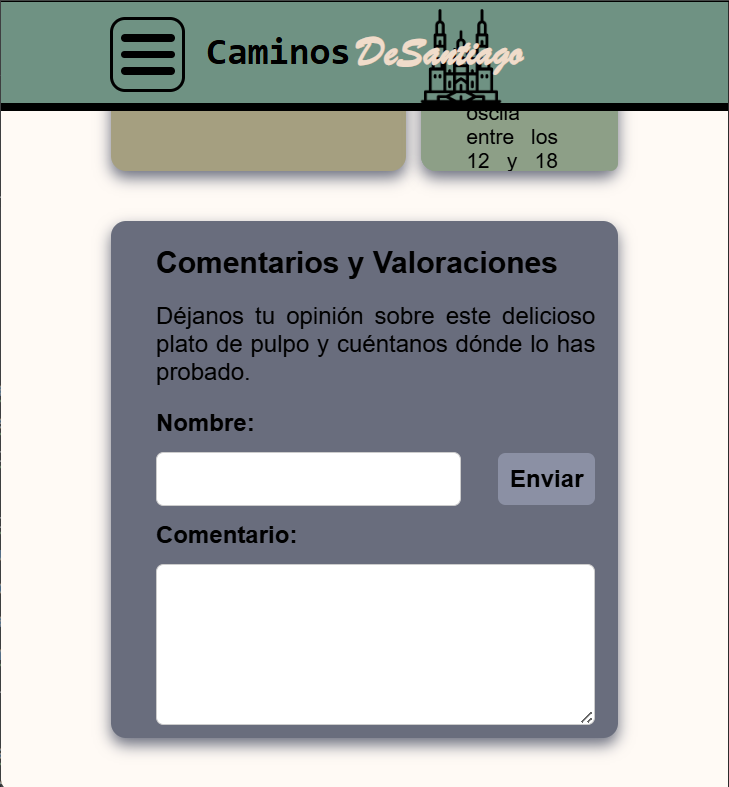 Caminos DeSantiago
oscila
entre los
12 y 18
Comentarios y Valoraciones
Déjanos tu opinión sobre este delicioso
plato de pulpo y cuéntanos dónde lo has
probado.
Nombre:
Enviar
Comentario: